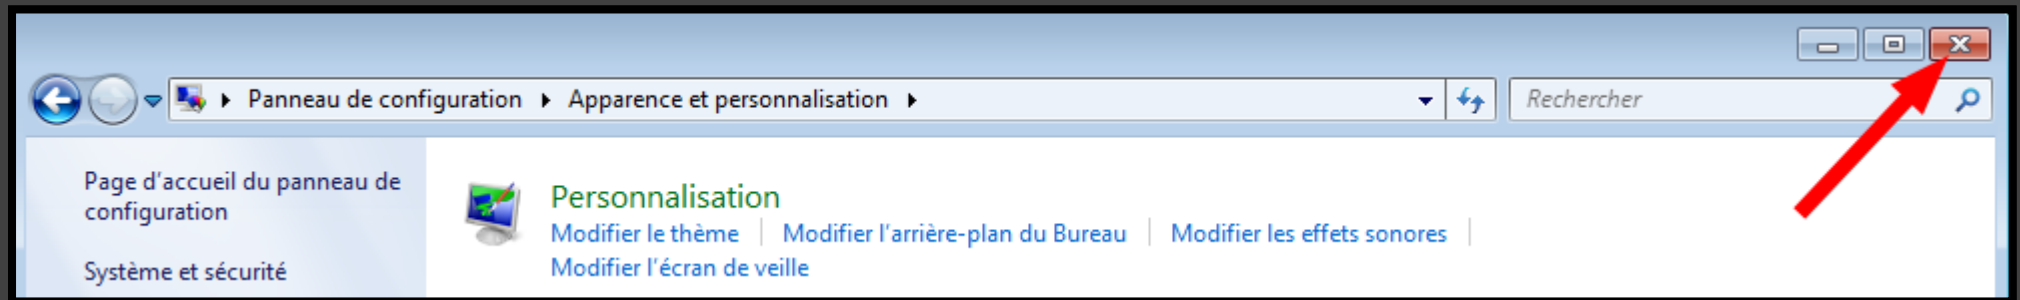 Panneau de configuration Apparence et personnalisation Rechercher
Page d'accueil du panneau de
configuration
Système et sécurité
Personnalisation
Modifier le thème Modifier l'arrière-plan du Bureau Modifier les effets sonores
Modifier l'écran de veille